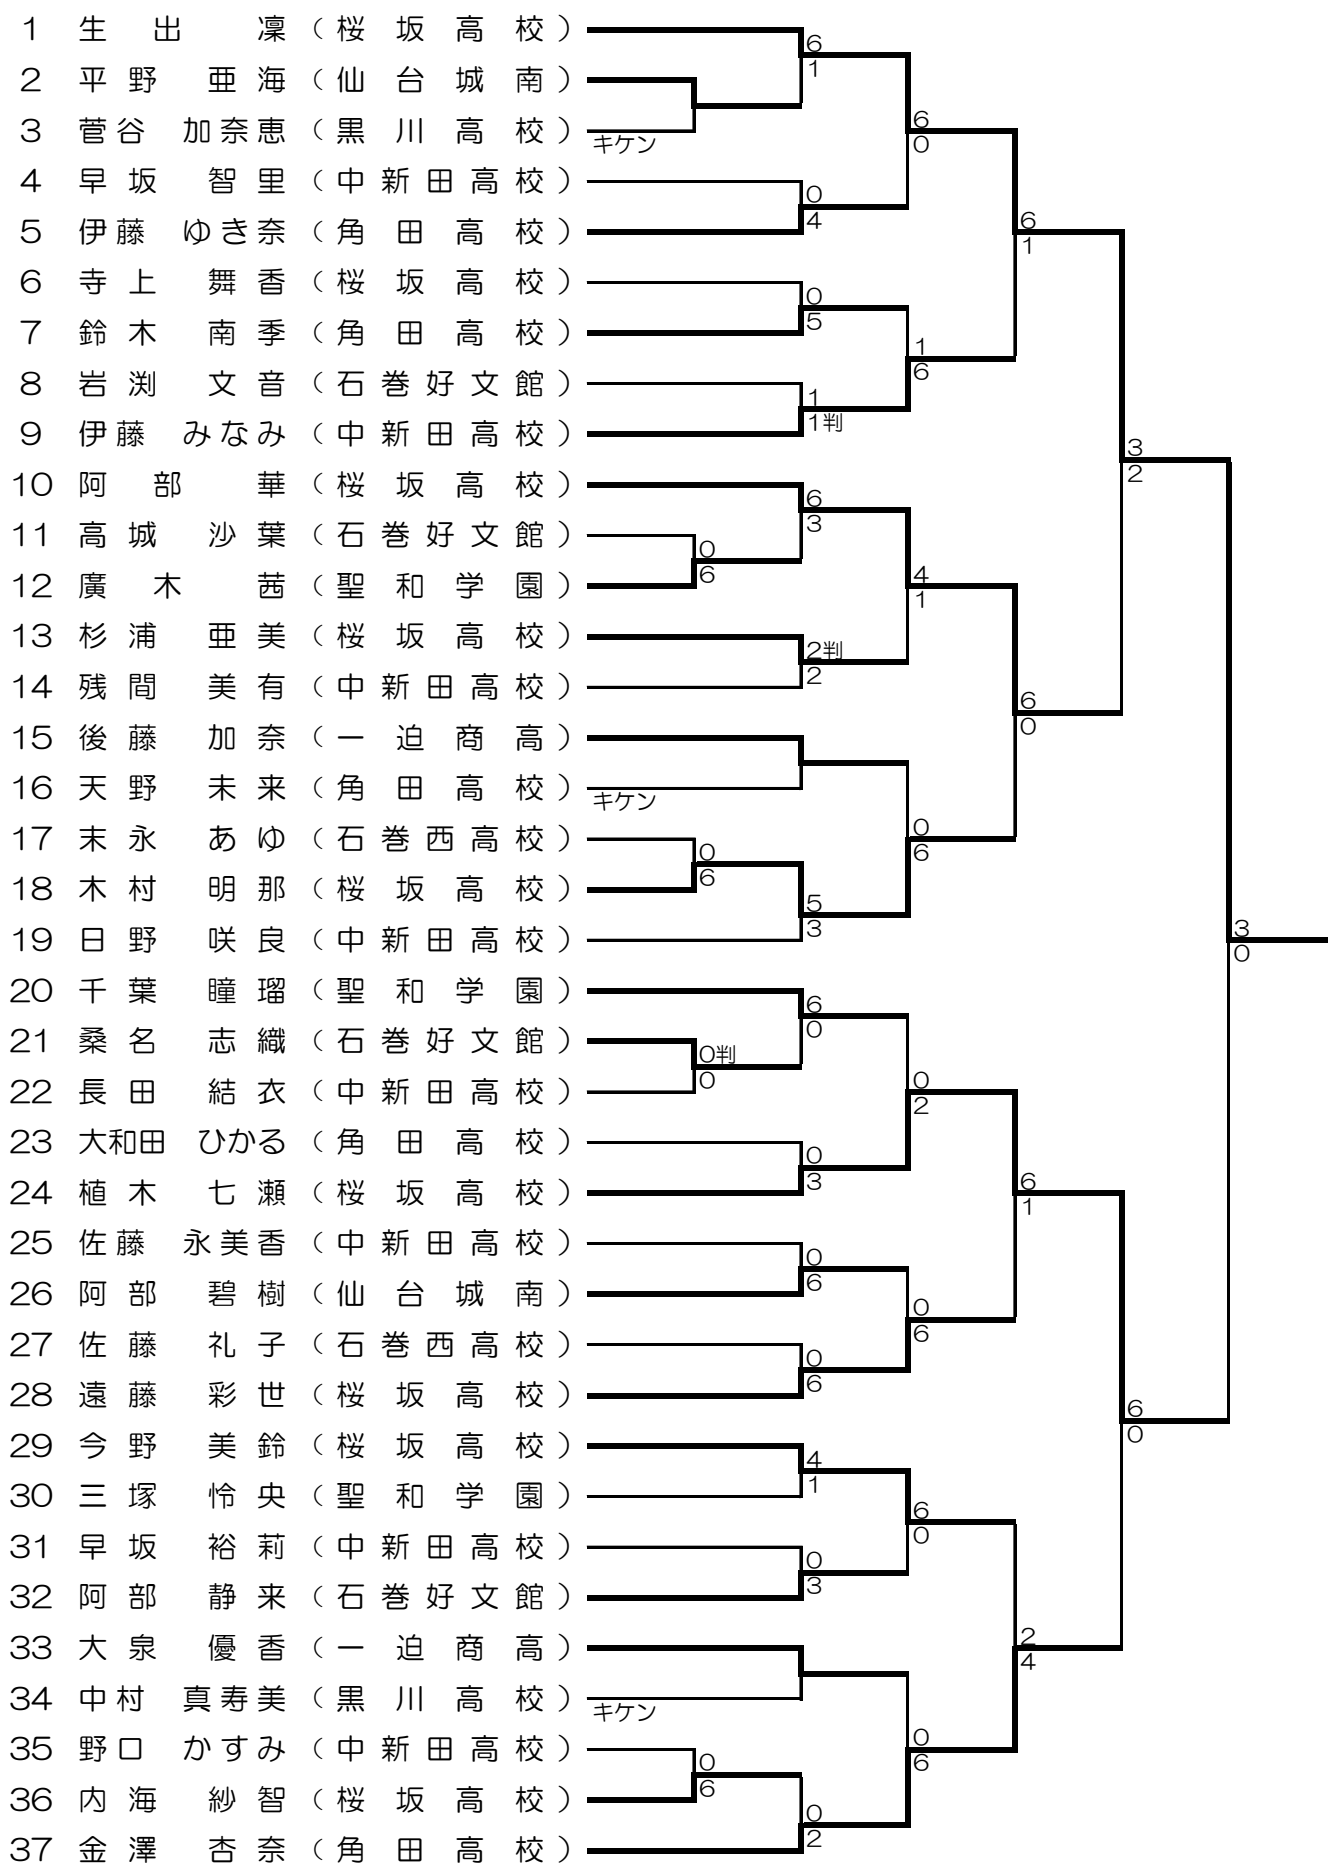 1 生出 凜（桜坂高校）
6
1
2 平野 亜海（仙台城南）
3 菅谷 加奈恵（黒川高校）
キケン
6
0
4 早坂 智里（中新田高校）
0
4
5 伊藤 ゆき奈（角田高校）
6
1
6 寺上 舞香（桜坂高校）
0
5
7 鈴木 南季（角田高校）
1
6
8 岩渕 文音（石巻好文館）
1
1判
9 伊藤 みなみ（中新田高校）
3
2
10 阿部 華（桜坂高校）
6
3
11 高城 沙葉（石巻好文館）
0
6
12 廣木 茜（聖和学園）
4
1
13 杉浦 亜美（桜坂高校）
2判
2
14 残間 美有（中新田高校）
6
0
15 後藤 加奈（一迫商高）
16 天野 未来（角田高校）
キケン
0
6
17 末永 あゆ（石巻西高校）
0
6
18 木村 明那（桜坂高校）
5
3
19 日野 咲良（中新田高校）
3
0
20 千葉 瞳瑠（聖和学園）
6
0
21 桑名 志織（石巻好文館）
0判
0
22 長田 結衣（中新田高校）
0
2
23 大和田 ひかる（角田高校）
0
3
24 植木 七瀬（桜坂高校）
6
1
25 佐藤 永美香（中新田高校）
0
6
26 阿部 碧樹（仙台城南）
0
6
27 佐藤 礼子（石巻西高校）
0
6
28 遠藤 彩世（桜坂高校）
6
0
29 今野 美鈴（桜坂高校）
4
1
30 三塚 怜央（聖和学園）
6
0
31 早坂 裕莉（中新田高校）
0
3
32 阿部 静来（石巻好文館）
2
4
33 大泉 優香（一迫商高）
34 中村 真寿美（黒川高校）
キケン
0
6
35 野口 かすみ（中新田高校）
0
6
36 内海 紗智（桜坂高校）
0
2
37 金澤 杏奈（角田高校）